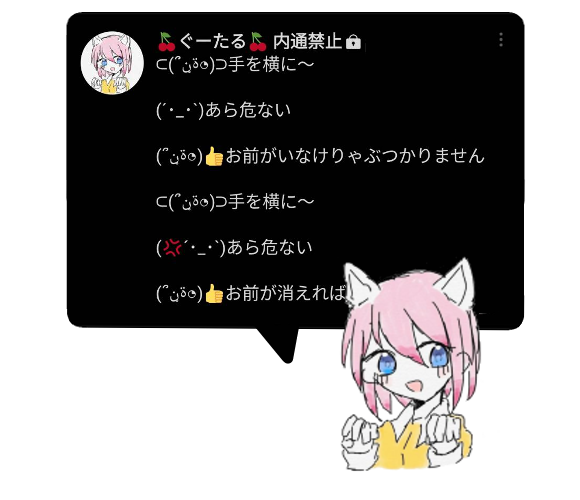 🍒ぐーたる🍒 内通禁止🔒
⊂(˘ڼ¨ö◔)⊃手を横に〜
(´･_･`)あら危ない
(˘ڼ¨ö◔)👍お前がいなけりゃぶつかりません
⊂(˘ڼ¨ö◔)⊃手を横に〜
(💢´･_･`)あら危ない
(˘ڼ¨ö◔)👍お前が消えれば